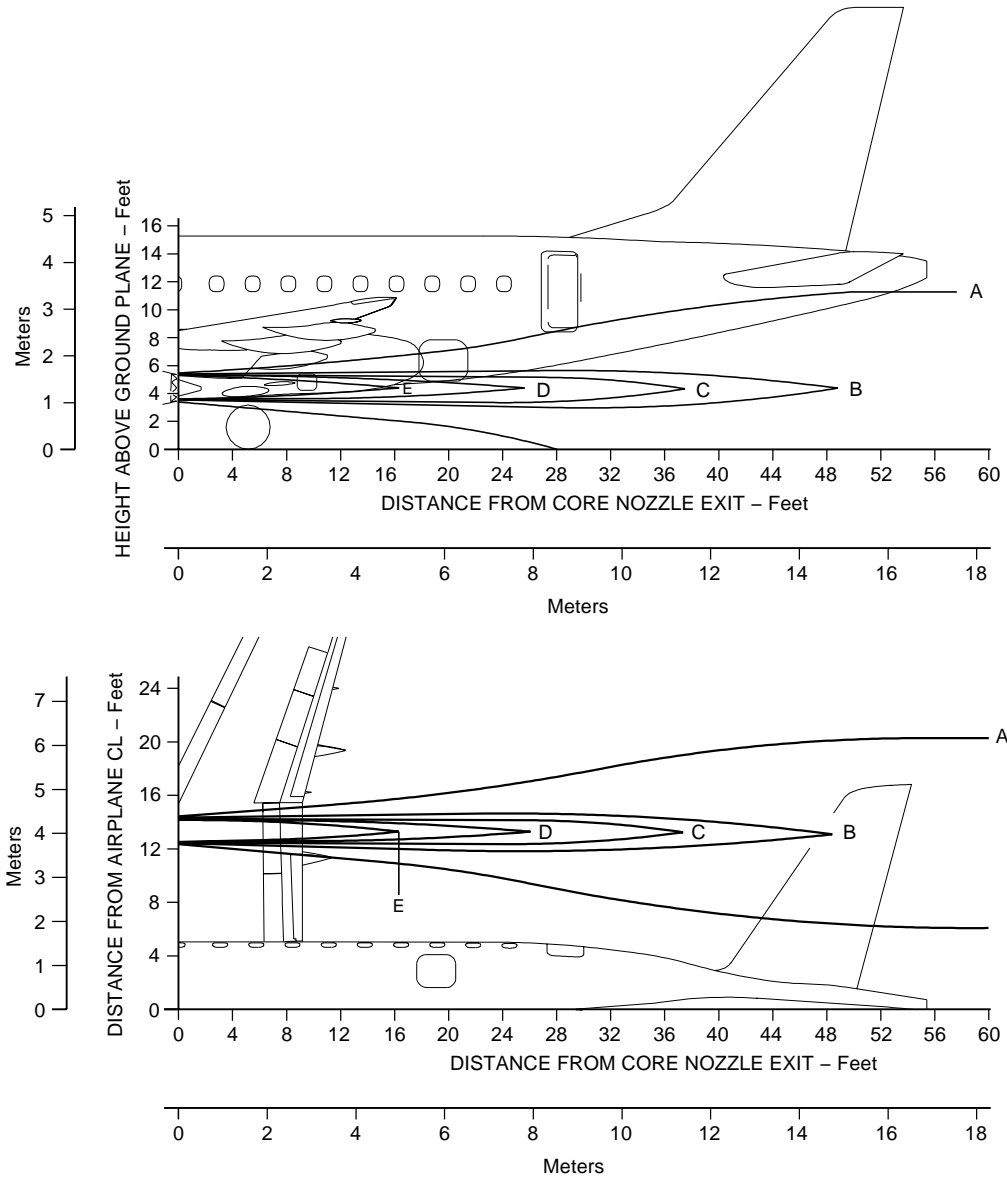 5
4
3
2
1
0
Meters
HEIGHT ABOVE GROUND PLANE – Feet
16
14
12
10
8
6
4
2
0
A
B
C
D
E
0 4 8 12 16 20 24 28 32 36 40 44 48 52 56 60
DISTANCE FROM CORE NOZZLE EXIT – Feet
0 2 4 6 8 10 12 14 16 18
Meters
7
6
5
4
3
2
1
0
Meters
DISTANCE FROM AIRPLANE CL – Feet
24
20
16
12
8
4
0
A
B
C
D
E
0 4 8 12 16 20 24 28 32 36 40 44 48 52 56 60
DISTANCE FROM CORE NOZZLE EXIT – Feet
0 2 4 6 8 10 12 14 16 18
Meters